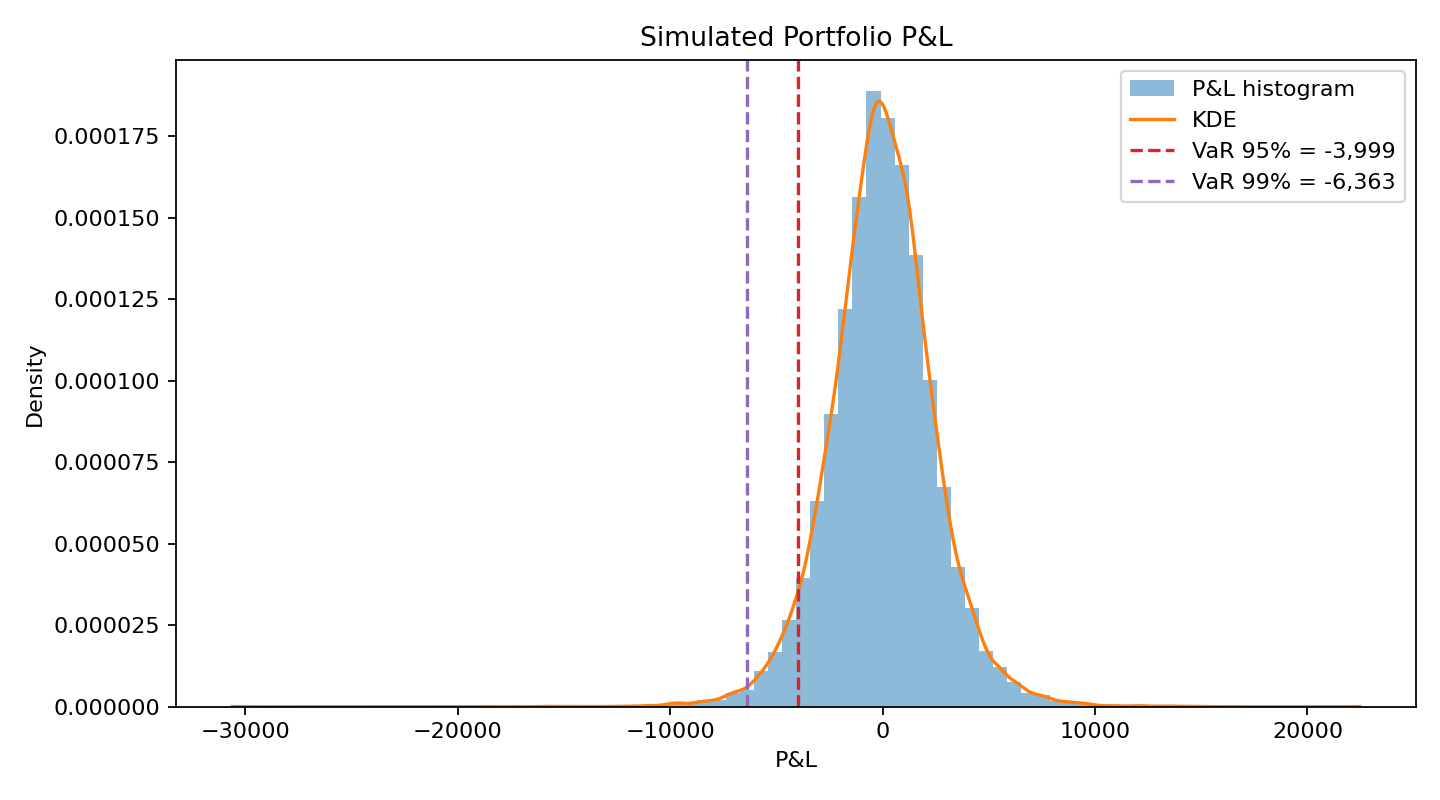 Simulated Portfolio P&L
P&L histogram
KDE
VaR 95% = -3,999
VaR 99% = -6,363
0.000175
0.000150
0.000125
0.000100
0.000075
0.000050
0.000025
0.000000
Density
−30000 −20000 −10000 0 10000 20000
P&L